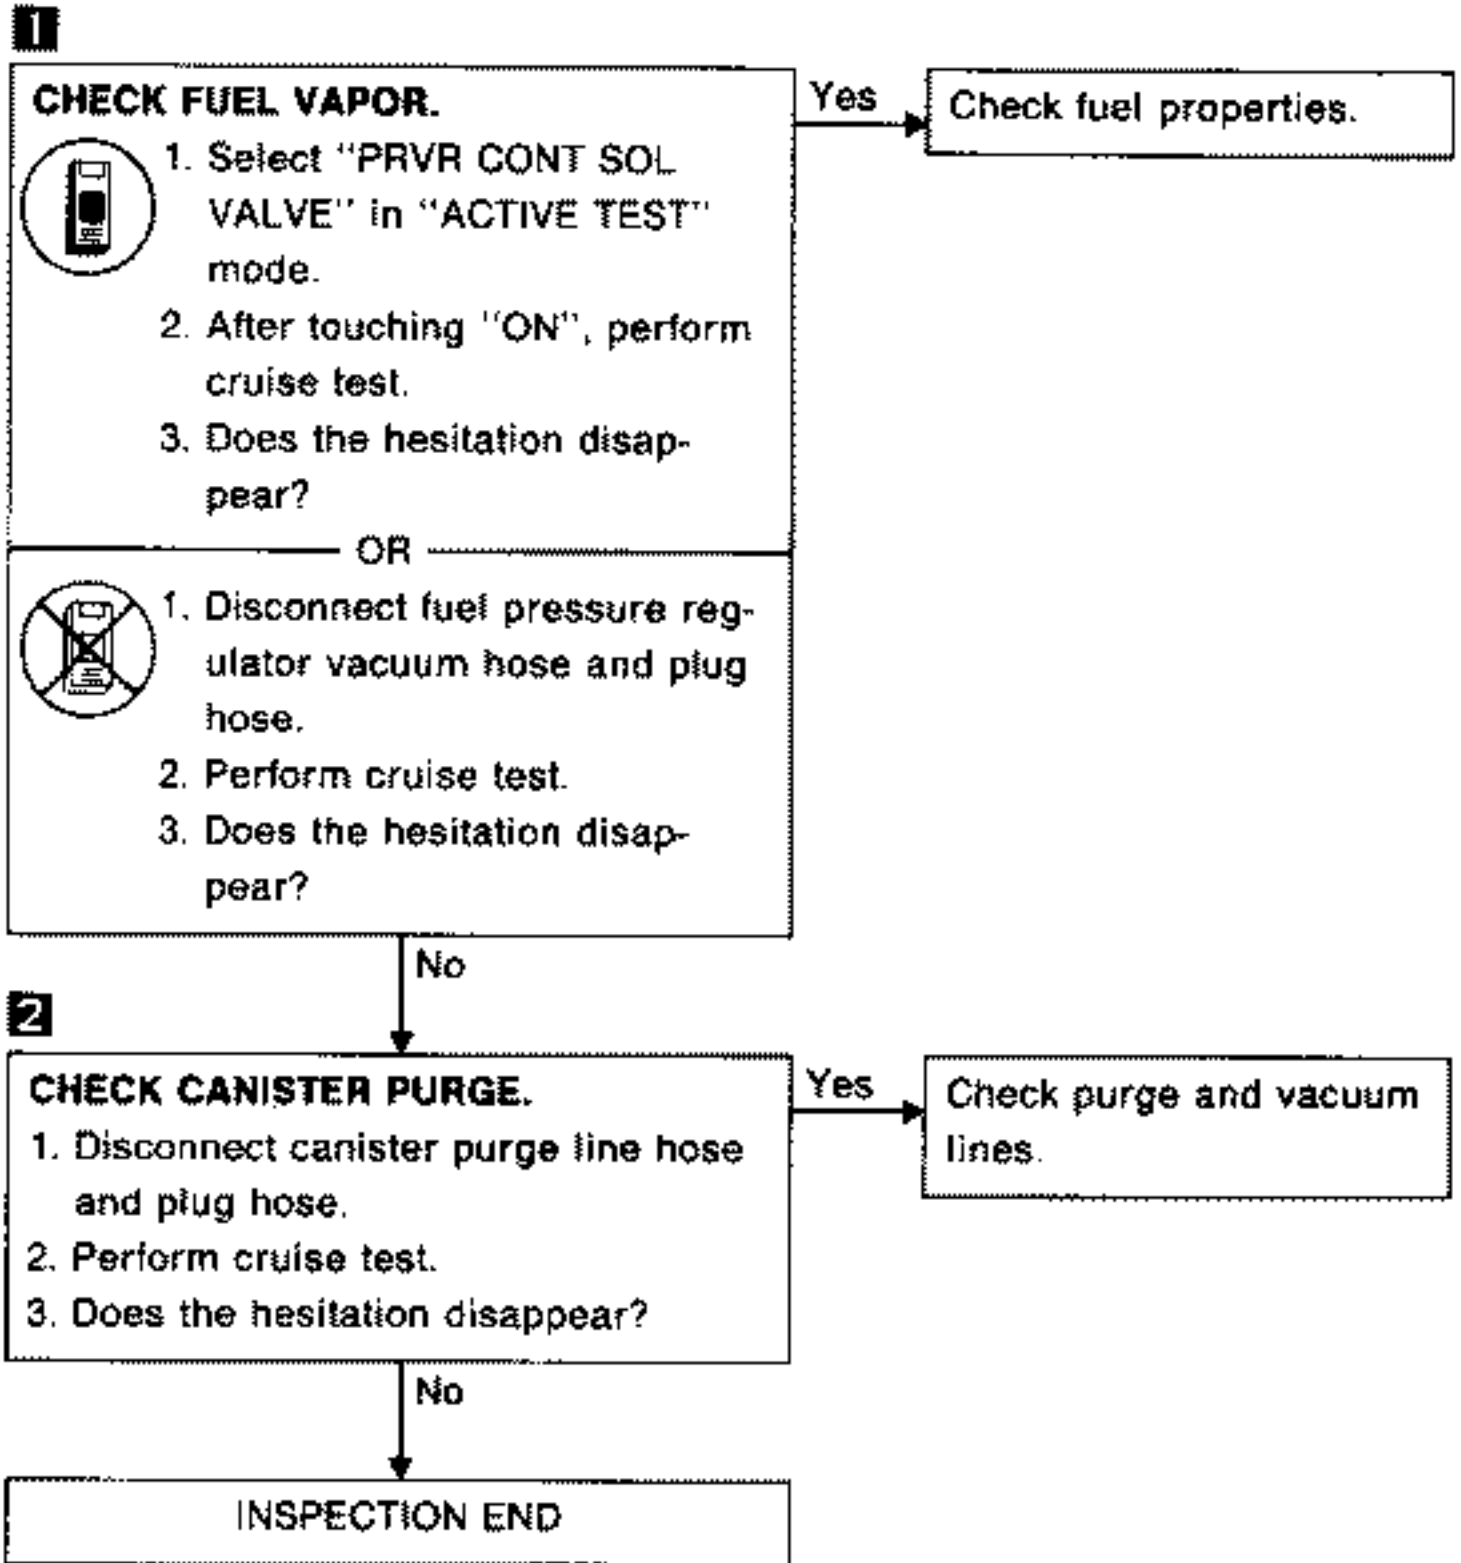 1
CHECK FUEL VAPOR.
1. Select "PRVR CONT SOL
VALVE" in "ACTIVE TEST"
mode.
2. After touching "ON", perform
cruise test.
3. Does the hesitation disap-
pear?
Yes
Check fuel properties.
OR
1. Disconnect fuel pressure reg-
ulator vacuum hose and plug
hose.
2. Perform cruise test.
3. Does the hesitation disap-
pear?
No
2
CHECK CANISTER PURGE.
1. Disconnect canister purge line hose
and plug hose.
2. Perform cruise test.
3. Does the hesitation disappear?
Yes
Check purge and vacuum
lines.
No
INSPECTION END